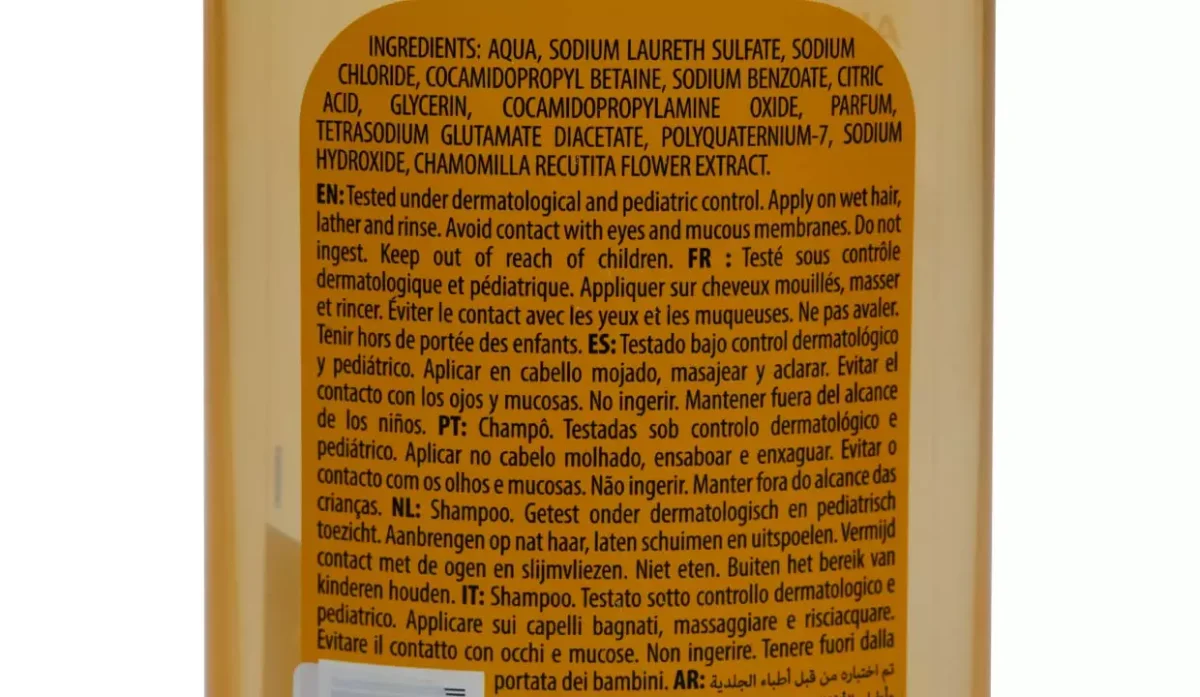 INGREDIENTS: AQUA, SODIUM LAURETH SULFATE, SODIUM
CHLORIDE, COCAMIDOPROPYL BETAINE, SODIUM BENZOATE, CITRIC
ACID, GLYCERIN, COCAMIDOPROPYLAMINE OXIDE, PARFUM,
TETRASODIUM GLUTAMATE DIACETATE, POLYQUATERNIUM-7, SODIUM
HYDROXIDE, CHAMOMILLA RECUTITA FLOWER EXTRACT.
EN: Tested under dermatological and pediatric control. Apply on wet hair,
lather and rinse. Avoid contact with eyes and mucous membranes. Do not
ingest. Keep out of reach of children. FR : Testé sous contrôle
dermatologique et pédiatrique. Appliquer sur cheveux mouillés, masser
et rincer. Éviter le contact avec les yeux et les muqueuses. Ne pas avaler.
Tenir hors de portée des enfants. ES: Testado bajo control dermatológico
y pediátrico. Aplicar en cabello mojado, masajear y aclarar. Evitar el
contacto con los ojos y mucosas. No ingerir. Mantener fuera del alcance
de los niños. PT: Champô. Testadas sob controlo dermatológico e
pediátrico. Aplicar no cabelo molhado, ensaboar e enxaguar. Evitar o
contacto com os olhos e mucosas. Não ingerir. Manter fora do alcance das
crianças. NL: Shampoo. Getest onder dermatologisch en pediatrisch
toezicht. Aanbrengen op nat haar, laten schuimen en uitspoelen. Vermijd
contact met de ogen en slijmvliezen. Niet eten. Buiten het bereik van
kinderen houden. IT: Shampoo. Testato sotto controllo dermatologico e
pediatrico. Applicare sui capelli bagnati, massaggiare e risciacquare.
Evitare il contatto con occhi e mucose. Non ingerire. Tenere fuori dalla
portata dei bambini. AR: تم اختباره من قبل أطباء الجلدية